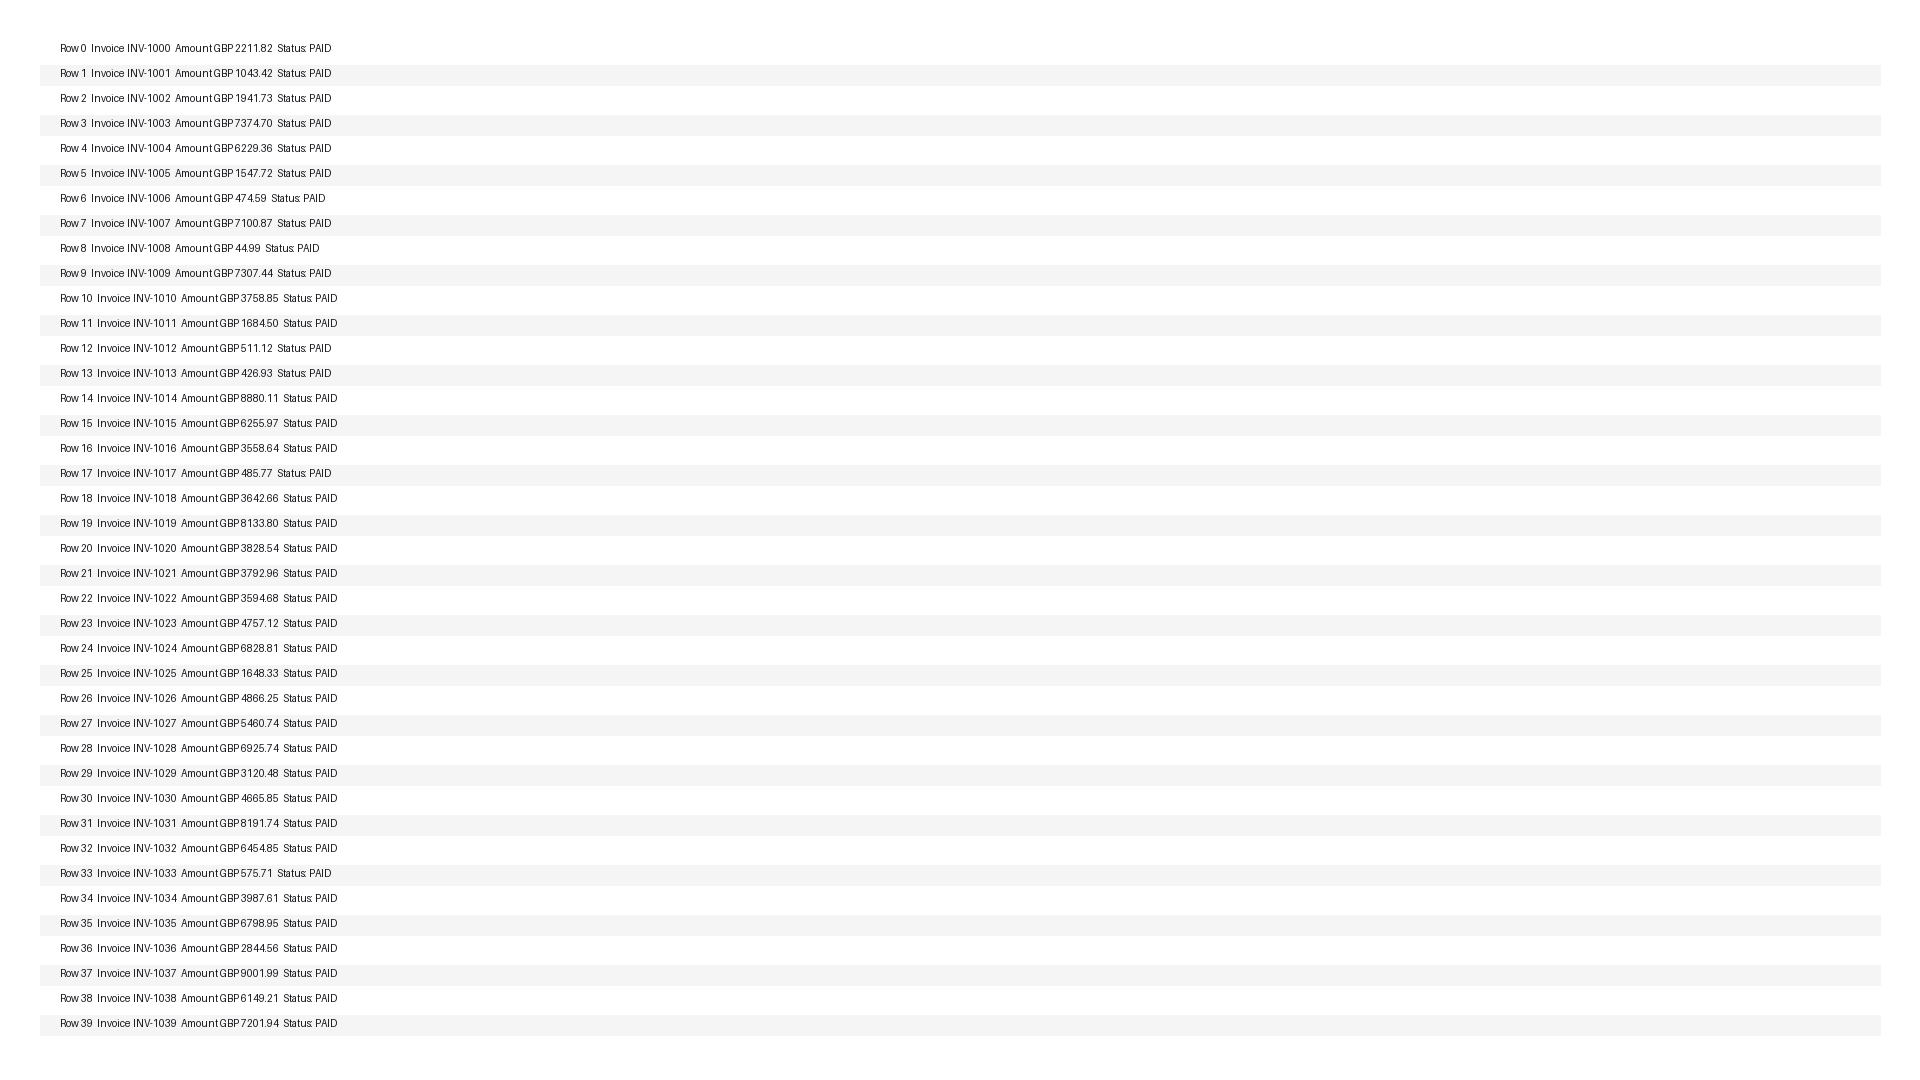 Row 0 Invoice INV-1000 Amount GBP 2211.82 Status: PAID
Row 1 Invoice INV-1001 Amount GBP 1043.42 Status: PAID
Row 2 Invoice INV-1002 Amount GBP 1941.73 Status: PAID
Row 3 Invoice INV-1003 Amount GBP 7374.70 Status: PAID
Row 4 Invoice INV-1004 Amount GBP 6229.36 Status: PAID
Row 5 Invoice INV-1005 Amount GBP 1547.72 Status: PAID
Row 6 Invoice INV-1006 Amount GBP 474.59 Status: PAID
Row 7 Invoice INV-1007 Amount GBP 7100.87 Status: PAID
Row 8 Invoice INV-1008 Amount GBP 44.99 Status: PAID
Row 9 Invoice INV-1009 Amount GBP 7307.44 Status: PAID
Row 10 Invoice INV-1010 Amount GBP 3758.85 Status: PAID
Row 11 Invoice INV-1011 Amount GBP 1684.50 Status: PAID
Row 12 Invoice INV-1012 Amount GBP 511.12 Status: PAID
Row 13 Invoice INV-1013 Amount GBP 426.93 Status: PAID
Row 14 Invoice INV-1014 Amount GBP 8880.11 Status: PAID
Row 15 Invoice INV-1015 Amount GBP 6255.97 Status: PAID
Row 16 Invoice INV-1016 Amount GBP 3558.64 Status: PAID
Row 17 Invoice INV-1017 Amount GBP 485.77 Status: PAID
Row 18 Invoice INV-1018 Amount GBP 3642.66 Status: PAID
Row 19 Invoice INV-1019 Amount GBP 8133.80 Status: PAID
Row 20 Invoice INV-1020 Amount GBP 3828.54 Status: PAID
Row 21 Invoice INV-1021 Amount GBP 3792.96 Status: PAID
Row 22 Invoice INV-1022 Amount GBP 3594.68 Status: PAID
Row 23 Invoice INV-1023 Amount GBP 4757.12 Status: PAID
Row 24 Invoice INV-1024 Amount GBP 6828.81 Status: PAID
Row 25 Invoice INV-1025 Amount GBP 1648.33 Status: PAID
Row 26 Invoice INV-1026 Amount GBP 4866.25 Status: PAID
Row 27 Invoice INV-1027 Amount GBP 5460.74 Status: PAID
Row 28 Invoice INV-1028 Amount GBP 6925.74 Status: PAID
Row 29 Invoice INV-1029 Amount GBP 3120.48 Status: PAID
Row 30 Invoice INV-1030 Amount GBP 4665.85 Status: PAID
Row 31 Invoice INV-1031 Amount GBP 8191.74 Status: PAID
Row 32 Invoice INV-1032 Amount GBP 6454.85 Status: PAID
Row 33 Invoice INV-1033 Amount GBP 575.71 Status: PAID
Row 34 Invoice INV-1034 Amount GBP 3987.61 Status: PAID
Row 35 Invoice INV-1035 Amount GBP 6798.95 Status: PAID
Row 36 Invoice INV-1036 Amount GBP 2844.56 Status: PAID
Row 37 Invoice INV-1037 Amount GBP 9001.99 Status: PAID
Row 38 Invoice INV-1038 Amount GBP 6149.21 Status: PAID
Row 39 Invoice INV-1039 Amount GBP 7201.94 Status: PAID